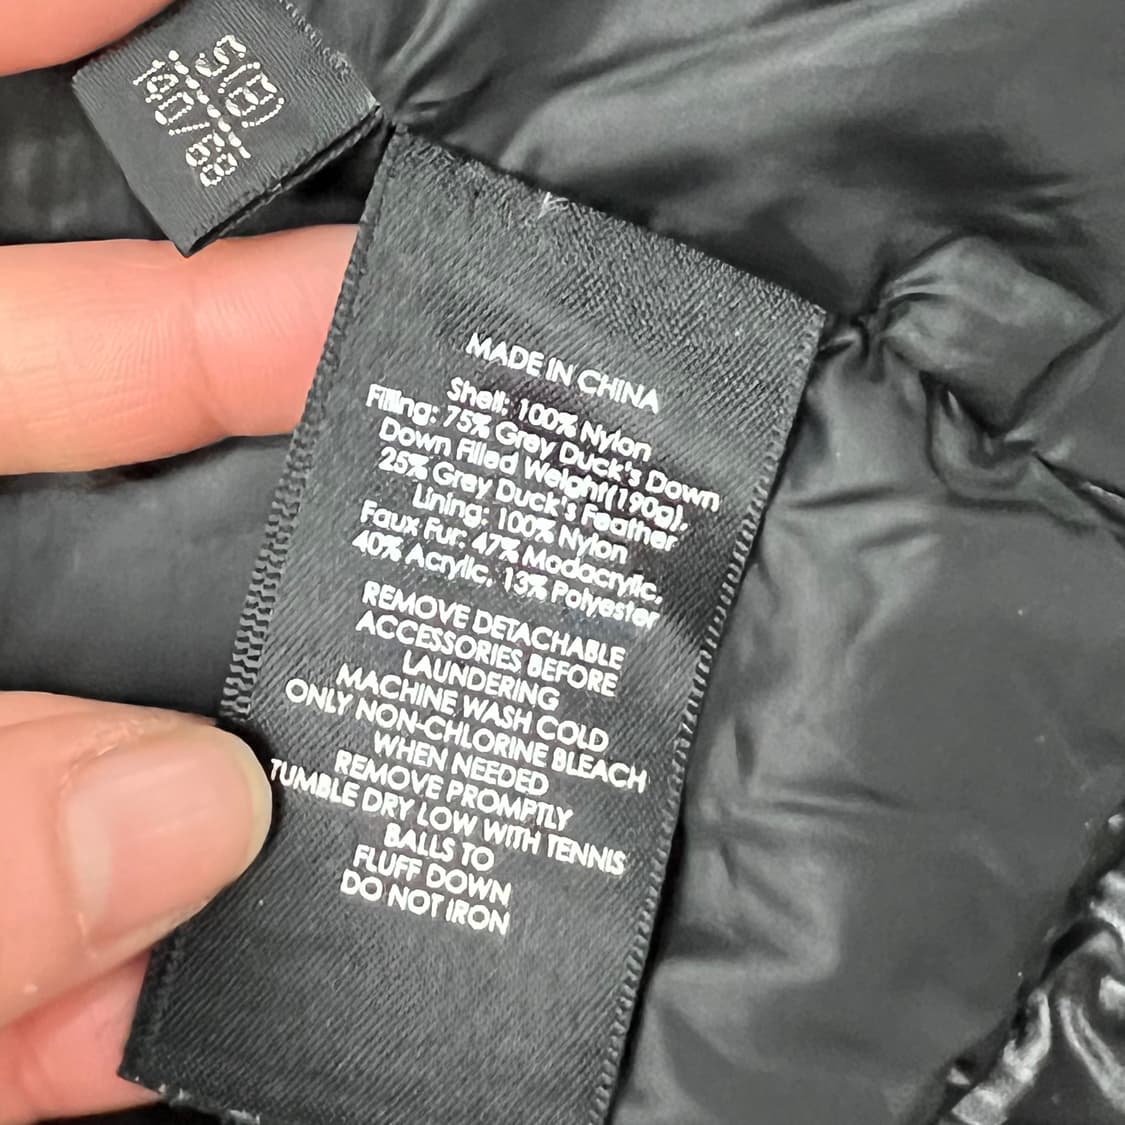 S(8)
140/68
MADE IN CHINA
Shell: 100% Nylon
Filling: 75% Grey Duck's Down
Down Filled Weight(190g),
25% Grey Duck's Feather
Lining: 100% Nylon
Faux Fur: 47% Modacrylic,
40% Acrylic, 13% Polyester
REMOVE DETACHABLE
ACCESSORIES BEFORE
LAUNDERING
MACHINE WASH COLD
ONLY NON-CHLORINE BLEACH
WHEN NEEDED
REMOVE PROMPTLY
TUMBLE DRY LOW WITH TENNIS
BALLS TO
FLUFF DOWN
DO NOT IRON